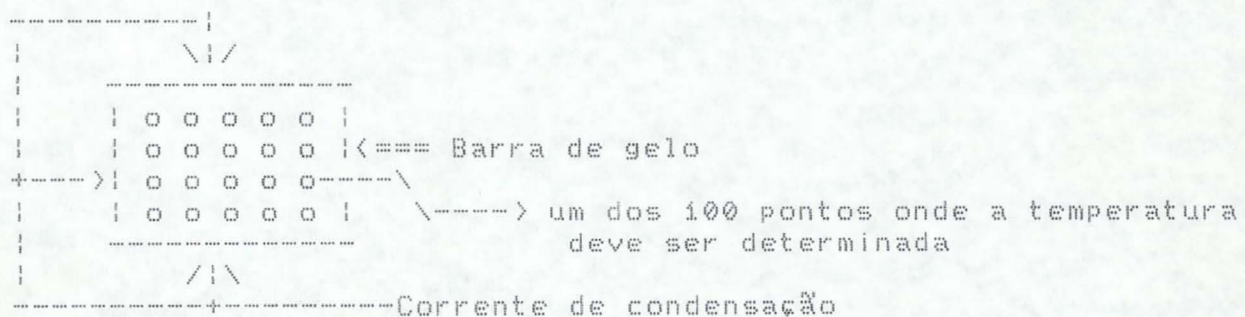 o o o o o
o o o o o <=== Barra de gelo
o o o o o
o o o o o um dos 100 pontos onde a temperatura
deve ser determinada
Corrente de condensação